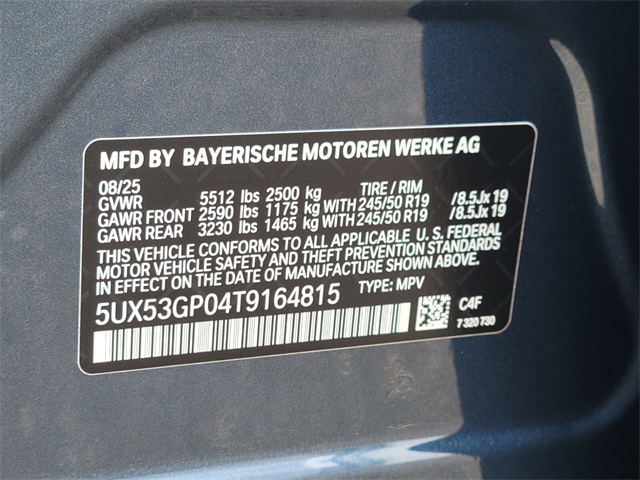 MFD BY BAYERISCHE MOTOREN WERKE AG
08/25 TIRE / RIM
GVWR 5512 lbs 2500 kg
GAWR FRONT 2590 lbs 1175 kg WITH 245/50 R19 /8.5Jx19
GAWR REAR 3230 lbs 1465 kg WITH 245/50 R19 /8.5Jx19
THIS VEHICLE CONFORMS TO ALL APPLICABLE U. S. FEDERAL
MOTOR VEHICLE SAFETY AND THEFT PREVENTION STANDARDS
IN EFFECT ON THE DATE OF MANUFACTURE SHOWN ABOVE.
5UX53GP04T9164815 TYPE: MPV
C4F
7 320 730